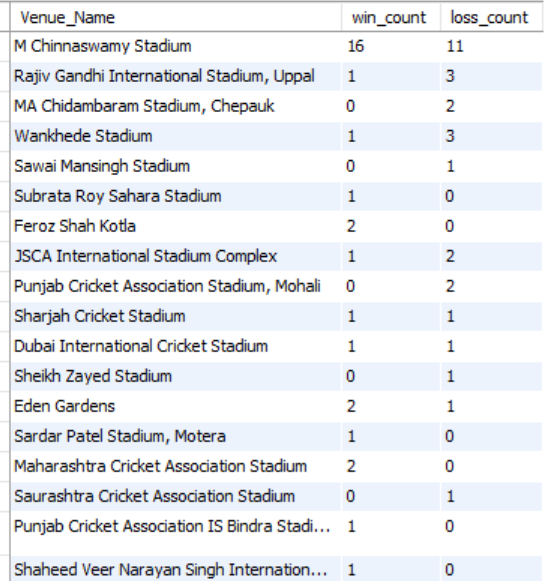 Venue_Name win_count loss_count
M Chinnaswamy Stadium 16 11
Rajiv Gandhi International Stadium, Uppal 1 3
MA Chidambaram Stadium, Chepauk 0 2
Wankhede Stadium 1 3
Sawai Mansingh Stadium 0 1
Subrata Roy Sahara Stadium 1 0
Feroz Shah Kotla 2 0
JSCA International Stadium Complex 1 2
Punjab Cricket Association Stadium, Mohali 0 2
Sharjah Cricket Stadium 1 1
Dubai International Cricket Stadium 1 1
Sheikh Zayed Stadium 0 1
Eden Gardens 2 1
Sardar Patel Stadium, Motera 1 0
Maharashtra Cricket Association Stadium 2 0
Saurashtra Cricket Association Stadium 0 1
Punjab Cricket Association IS Bindra Stadi... 1 0
Shaheed Veer Narayan Singh Internation... 1 0